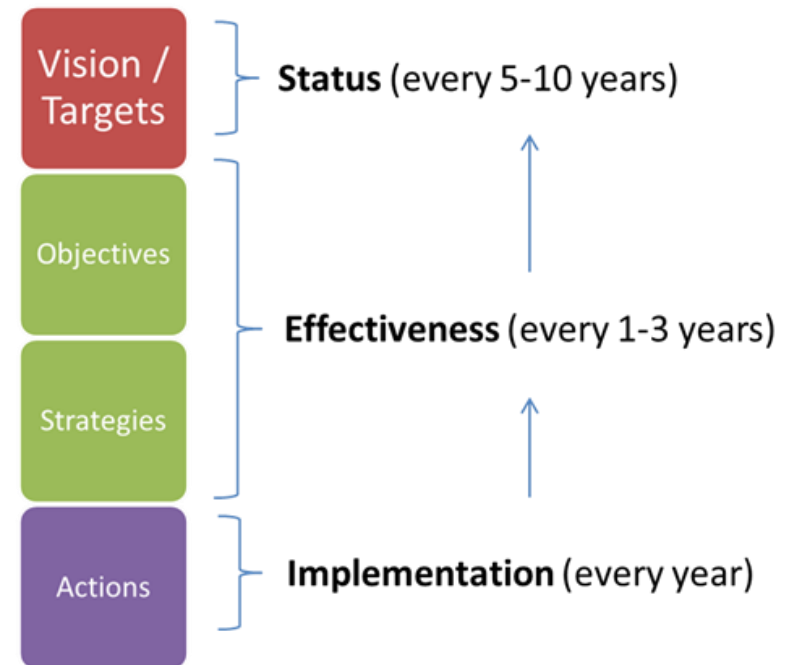 Vision /
Targets
Status (every 5-10 years)
Objectives
Effectiveness (every 1-3 years)
Strategies
Actions
Implementation (every year)